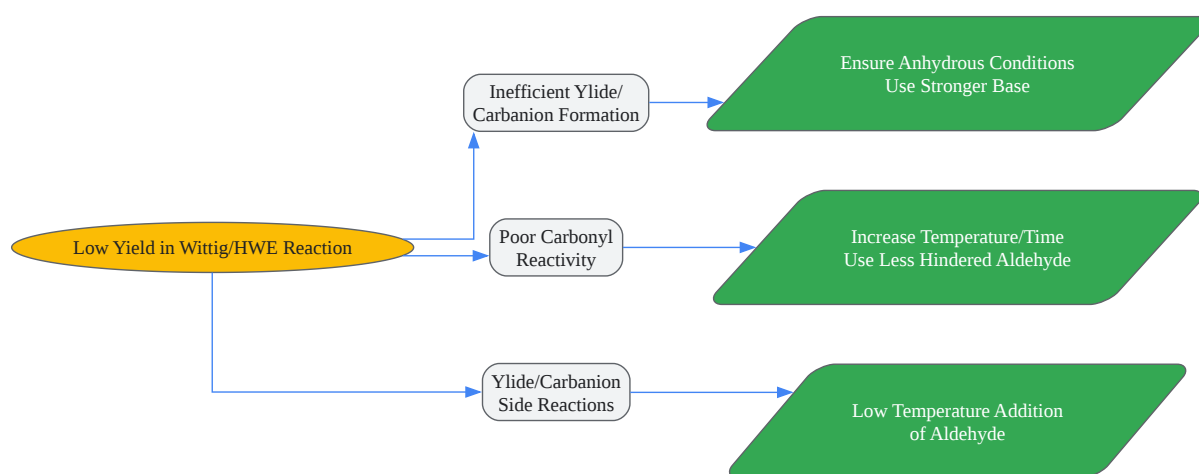 Low Yield in Wittig/HWE Reaction
Inefficient Ylide/
Carbanion Formation
Ensure Anhydrous Conditions
Use Stronger Base
Poor Carbonyl
Reactivity
Increase Temperature/Time
Use Less Hindered Aldehyde
Ylide/Carbanion
Side Reactions
Low Temperature Addition
of Aldehyde